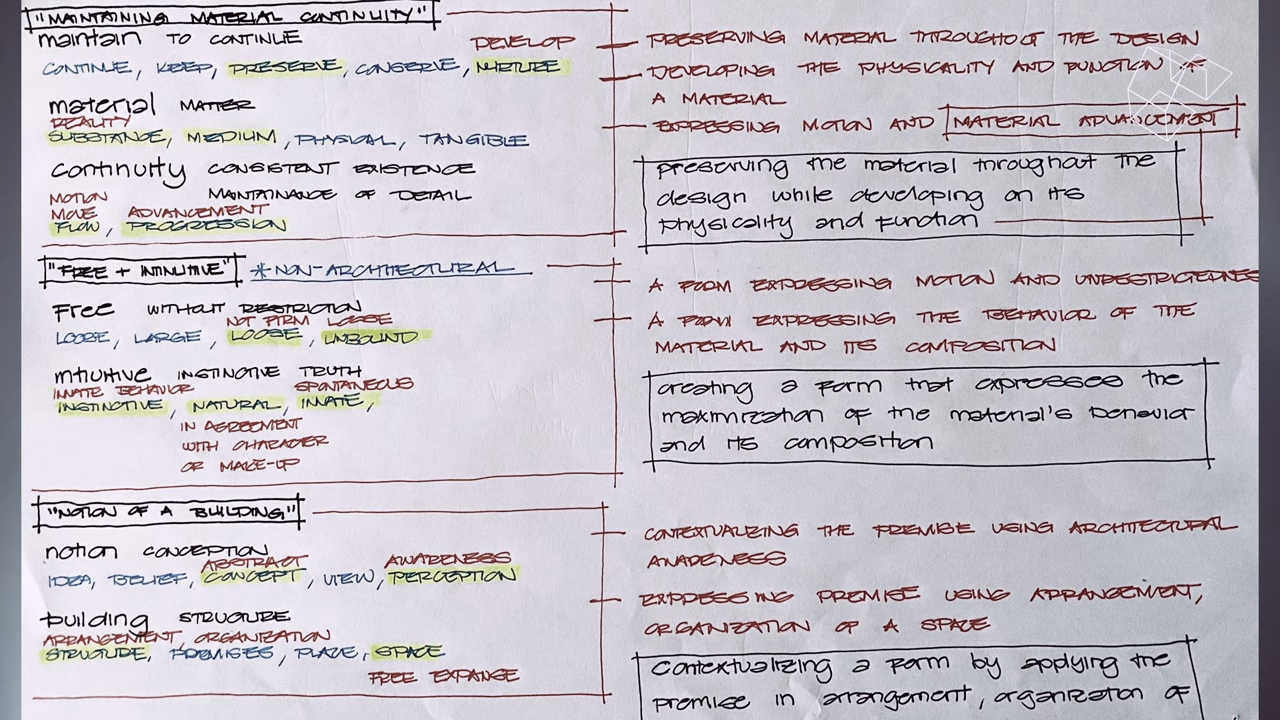 "MAINTAINING MATERIAL CONTINUITY"
maintain TO CONTINUE
DEVELOP
CONTINUE, KEEP, PRESERVE, CONSERVE, NURTURE
material MATTER
REALITY
SUBSTANCE, MEDIUM, PHYSICAL, TANGIBLE
continuity CONSISTENT EXISTENCE
MOTION MAINTAINANCE OF DETAIL
MOVE ADVANCEMENT
FLOW, PROGRESSION
PRESERVING MATERIAL THROUGHOUT THE DESIGN
DEVELOPING THE PHYSICALITY AND FUNCTION OF
A MATERIAL
EXPRESSING MOTION AND MATERIAL ADVANCEMENT
preserving the material throughout the
design while developing on its
physicality and function
"FREE + INTINUTIVE" *NON-ARCHITECTURAL
free WITHOUT RESTRICTION
NOT FIRM LOOSE
LOOSE, LARGE, LOOSE, UNBOUND
intuitive INSTINCTIVE TRUTH
INNATE BEHAVIOR SPONTANEOUS
INSTINCTIVE, NATURAL, INNATE,
IN AGREEMENT
WITH CHARACTER
OR MAKE-UP
A FORM EXPRESSING MOTION AND UNRESTRICTEDNESS
A FORM EXPRESSING THE BEHAVIOR OF THE
MATERIAL AND ITS COMPOSITION
creating a form that expresses the
maximization of the material's behavior
and its composition
"NOTION OF A BUILDING"
notion CONCEPTION
ABSTRACT AWARENESS
IDEA, BELIEF, CONCEPT, VIEW, PERCEPTION
building STRUCTURE
ARRANGEMENT, ORGANIZATION
STRUCTURE, PREMISES, PLACE, SPACE
FREE EXPANSE
CONTEXTUALIZING THE PREMISE USING ARCHITECTURAL
AWARENESS
EXPRESSING PREMISE USING ARRANGEMENT,
ORGANIZATION OF A SPACE
contextualizing a form by applying the
premise in arrangement, organization of